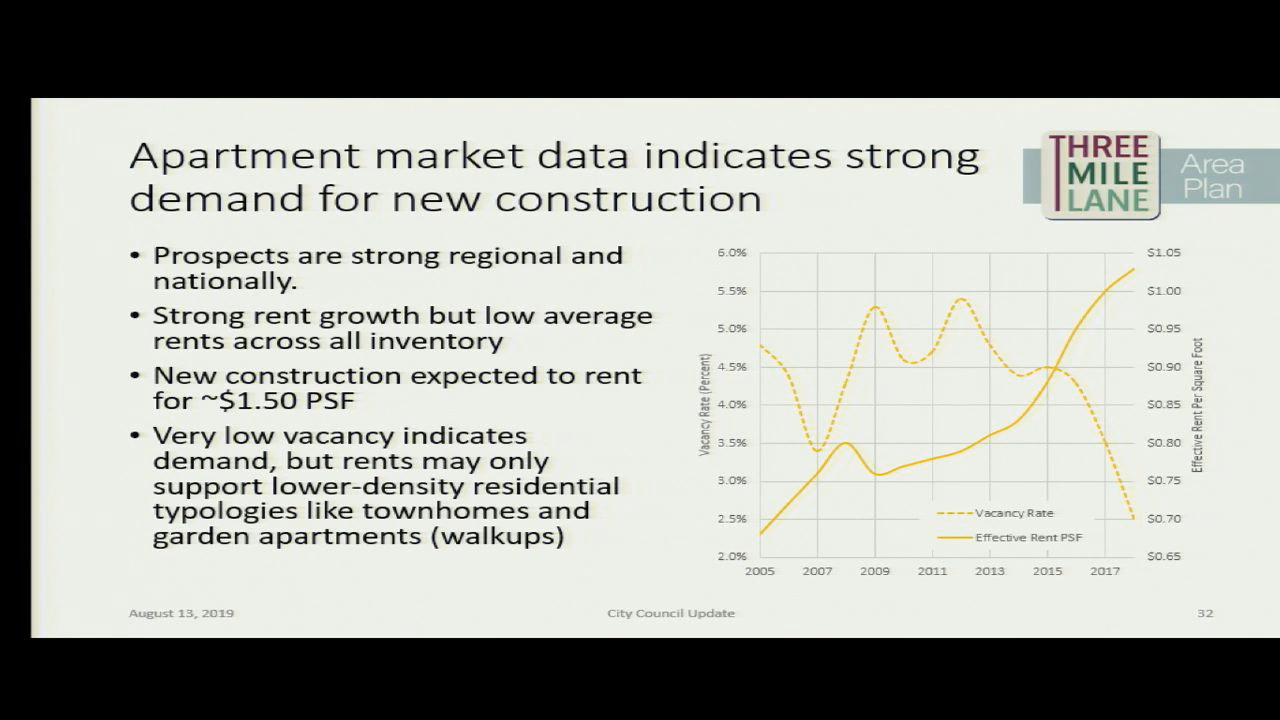 Apartment market data indicates strong
demand for new construction
THREE
MILE
LANE
Area
Plan
• Prospects are strong regional and
nationally.
• Strong rent growth but low average
rents across all inventory
• New construction expected to rent
for ~$1.50 PSF
• Very low vacancy indicates
demand, but rents may only
support lower-density residential
typologies like townhomes and
garden apartments (walkups)
6.0%
5.5%
5.0%
4.5%
4.0%
3.5%
3.0%
2.5%
2.0%
Vacancy Rate (Percent)
$1.05
$1.00
$0.95
$0.90
$0.85
$0.80
$0.75
$0.70
$0.65
Effective Rent Per Square Foot
Vacancy Rate
Effective Rent PSF
2005 2007 2009 2011 2013 2015 2017
August 13, 2019 City Council Update 32